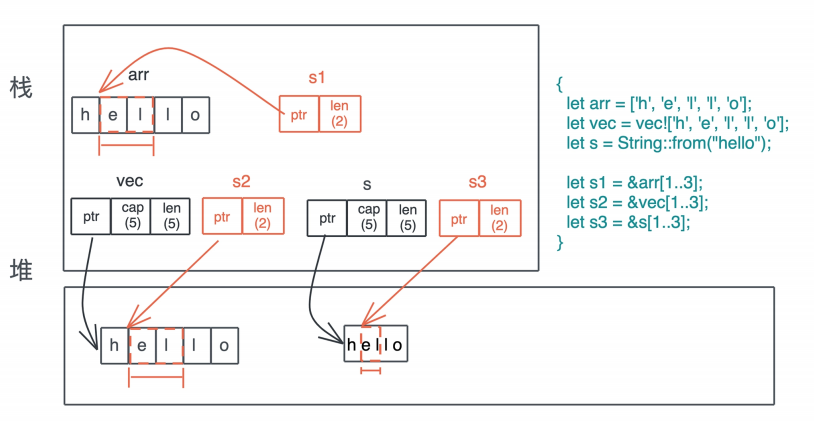 栈
arr
s1
h e l l o
ptr
len
(2)
vec
s2
s
s3
ptr
cap
(5)
len
(5)
ptr
len
(2)
ptr
cap
(5)
len
(5)
ptr
len
(2)
堆
h e l l o
h e l l o
{
let arr = ['h', 'e', 'l', 'l', 'o'];
let vec = vec!['h', 'e', 'l', 'l', 'o'];
let s = String::from("hello");
let s1 = &arr[1..3];
let s2 = &vec[1..3];
let s3 = &s[1..3];
}